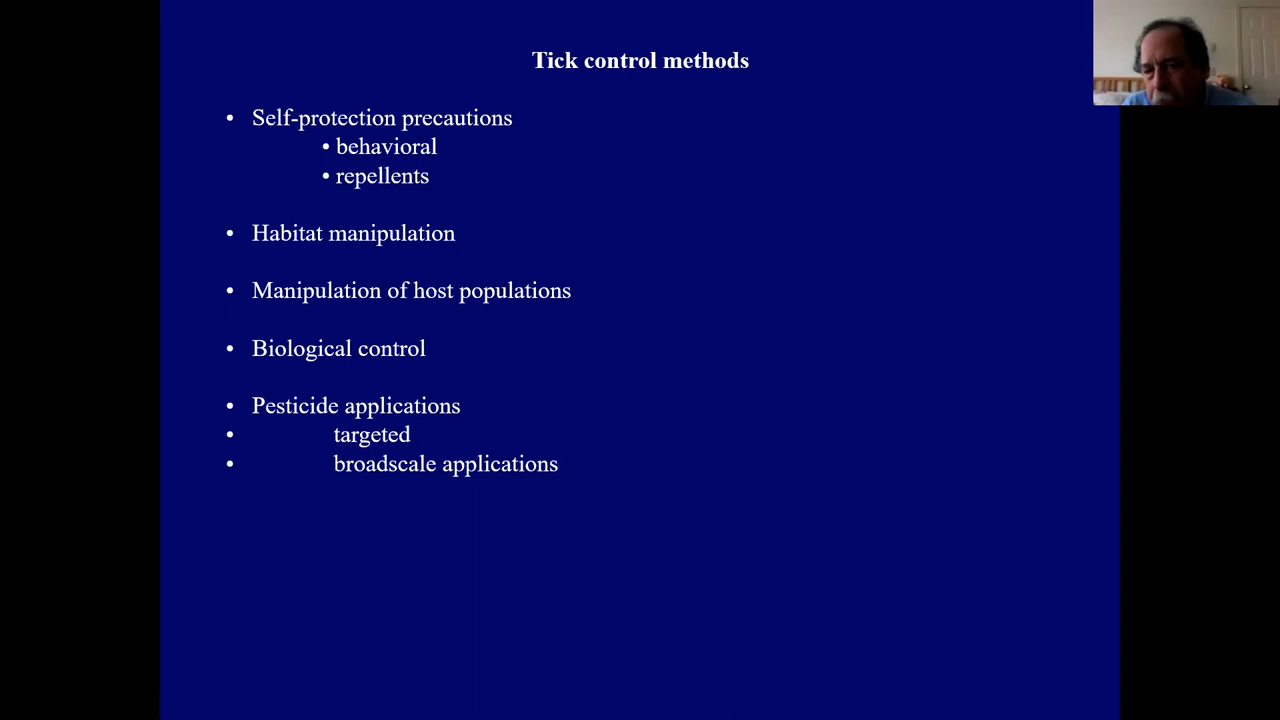 Tick control methods
• Self-protection precautions
• behavioral
• repellents
• Habitat manipulation
• Manipulation of host populations
• Biological control
• Pesticide applications
• targeted
• broadscale applications